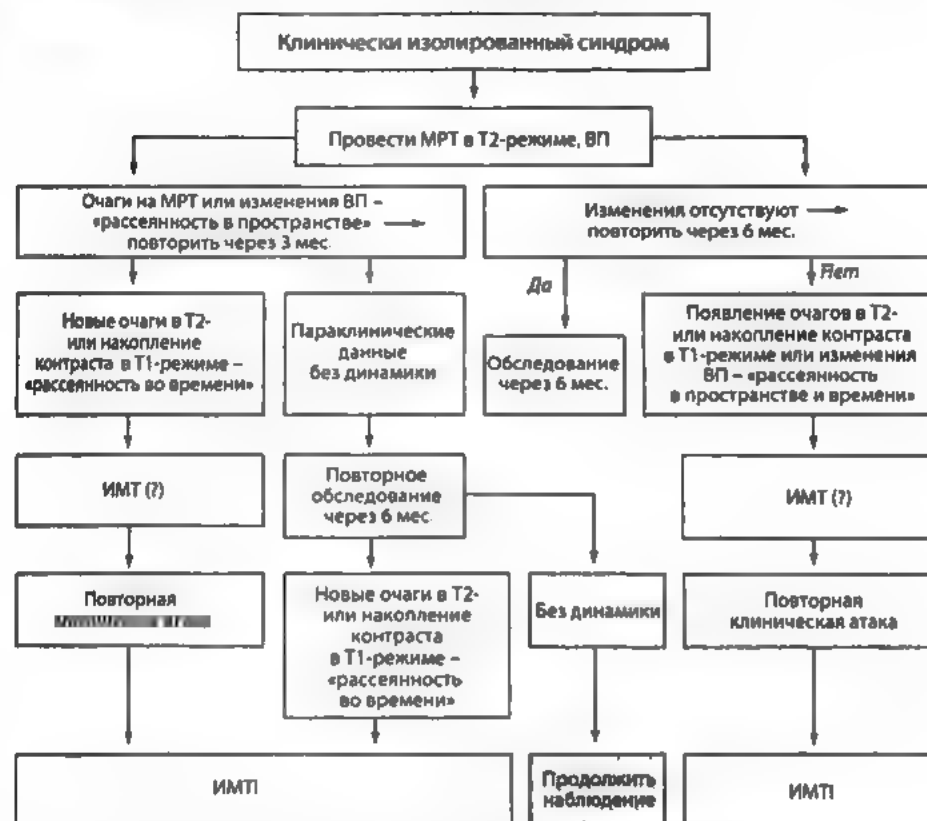 Клинически изолированный синдром
Провести МРТ в Т2-режиме, ВП
Очаги на МРТ или изменения ВП –
«рассеянность в пространстве» →
повторить через 3 мес.
Изменения отсутствуют →
повторить через 6 мес.
Да
Нет
Новые очаги в Т2-
или накопление
контраста в Т1-режиме –
«рассеянность во времени»
Параклинические
данные
без динамики
Обследование
через 6 мес.
Появление очагов в Т2-
или накопление контраста
в Т1-режиме или изменения
ВП – «рассеянность
в пространстве и времени»
ИМТ (?)
Повторное
обследование
через 6 мес
ИМТ (?)
Повторная
Новые очаги в Т2-
или накопление
контраста
в Т1-режиме –
«рассеянность
во времени»
Без динамики
Повторная
клиническая атака
ИМТ!
Продолжить
наблюдение
ИМТ!